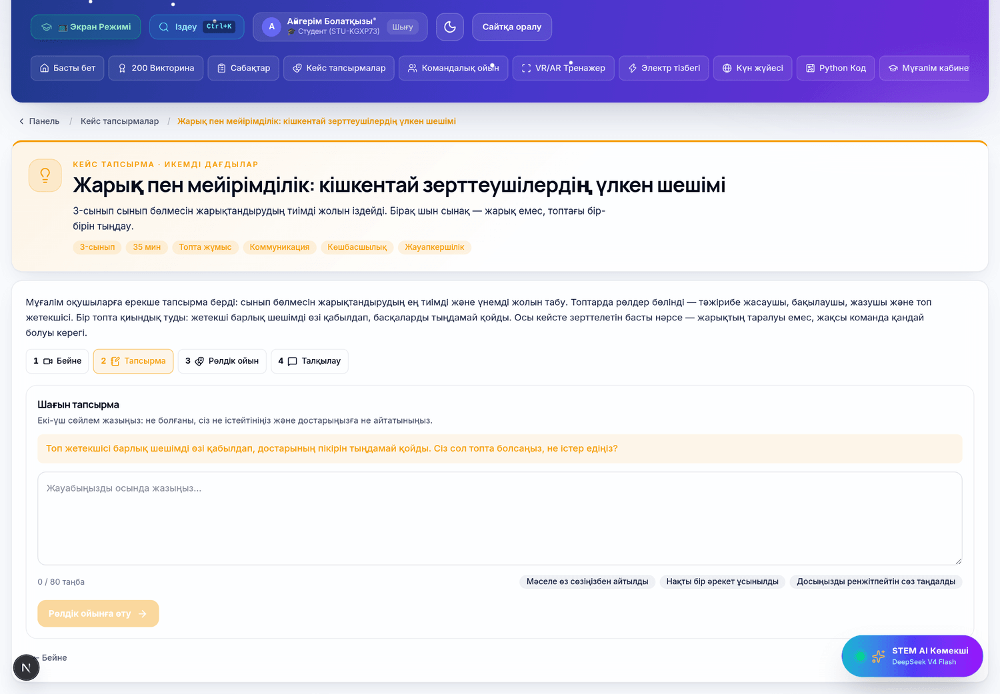 📺 Экран Режимі
Іздеу Ctrl+K
А
Айгерім Болатқызы
🎓 Студент (STU-KGXP73)
Шығу
Сайтқа оралу
Басты бет
200 Викторина
Сабақтар
Кейс тапсырмалар
Командалық ойын
VR/AR Тренажер
Электр тізбегі
Күн жүйесі
Python Код
Мұғалім кабине
Панель / Кейс тапсырмалар / Жарық пен мейірімділік: кішкентай зерттеушілердің үлкен шешімі
КЕЙС ТАПСЫРМА · ИКЕМДІ ДАҒДЫЛАР
Жарық пен мейірімділік: кішкентай зерттеушілердің үлкен шешімі
3-сынып сынып бөлмесін жарықтандырудың тиімді жолын іздейді. Бірақ шын сынақ — жарық емес, топтағы бір-
бірін тыңдау.
3-сынып
35 мин
Топта жұмыс
Коммуникация
Көшбасшылық
Жауапкершілік
Мұғалім оқушыларға ерекше тапсырма берді: сынып бөлмесін жарықтандырудың ең тиімді және үнемді жолын табу. Топтарда рөлдер бөлінді — тәжірибе жасаушы, бақылаушы, жазушы және топ
жетекшісі. Бір топта қиындық туды: жетекші барлық шешімді өзі қабылдап, басқаларды тыңдамай қойды. Осы кейсте зерттелетін басты нәрсе — жарықтың таралуы емес, жақсы команда қандай
болуы керегі.
1 Бейне
2 Тапсырма
3 Рөлдік ойын
4 Талқылау
Шағын тапсырма
Екі-үш сөйлем жазыңыз: не болғаны, сіз не істейтініңіз және достарыңызға не айтатыныңыз.
Топ жетекшісі барлық шешімді өзі қабылдап, достарының пікірін тыңдамай қойды. Сіз сол топта болсаңыз, не істер едіңіз?
Жауабыңызды осында жазыңыз...
0 / 80 таңба
Мәселе өз сөзіңізбен айтылды
Нақты бір әрекет ұсынылды
Досыңызды ренжітпейтін сөз таңдалды
Рөлдік ойынға өту →
← Бейне
N
STEM AI Көмекші
DeepSeek V4 Flash